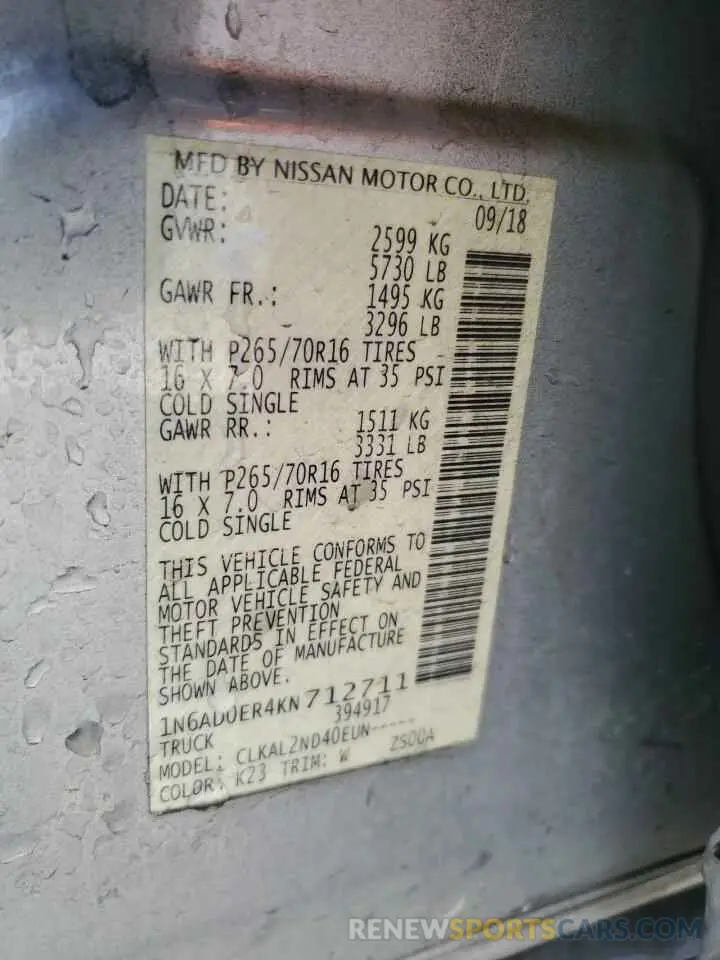 MFD BY NISSAN MOTOR CO., LTD.
DATE: 09/18
GVWR: 2599 KG
5730 LB
GAWR FR.: 1495 KG
3296 LB
WITH P265/70R16 TIRES
16 X 7.0 RIMS AT 35 PSI
COLD SINGLE
GAWR RR.: 1511 KG
3331 LB
WITH P265/70R16 TIRES
16 X 7.0 RIMS AT 35 PSI
COLD SINGLE
THIS VEHICLE CONFORMS TO
ALL APPLICABLE FEDERAL
MOTOR VEHICLE SAFETY AND
THEFT PREVENTION
STANDARDS IN EFFECT ON
THE DATE OF MANUFACTURE
SHOWN ABOVE.
1N6AD0ER4KN712711
TRUCK 394917
MODEL: CLKAL2ND40EUN-----
COLOR: K23 TRIM: W ZS00A
RENEWSPORTSCARS.COM